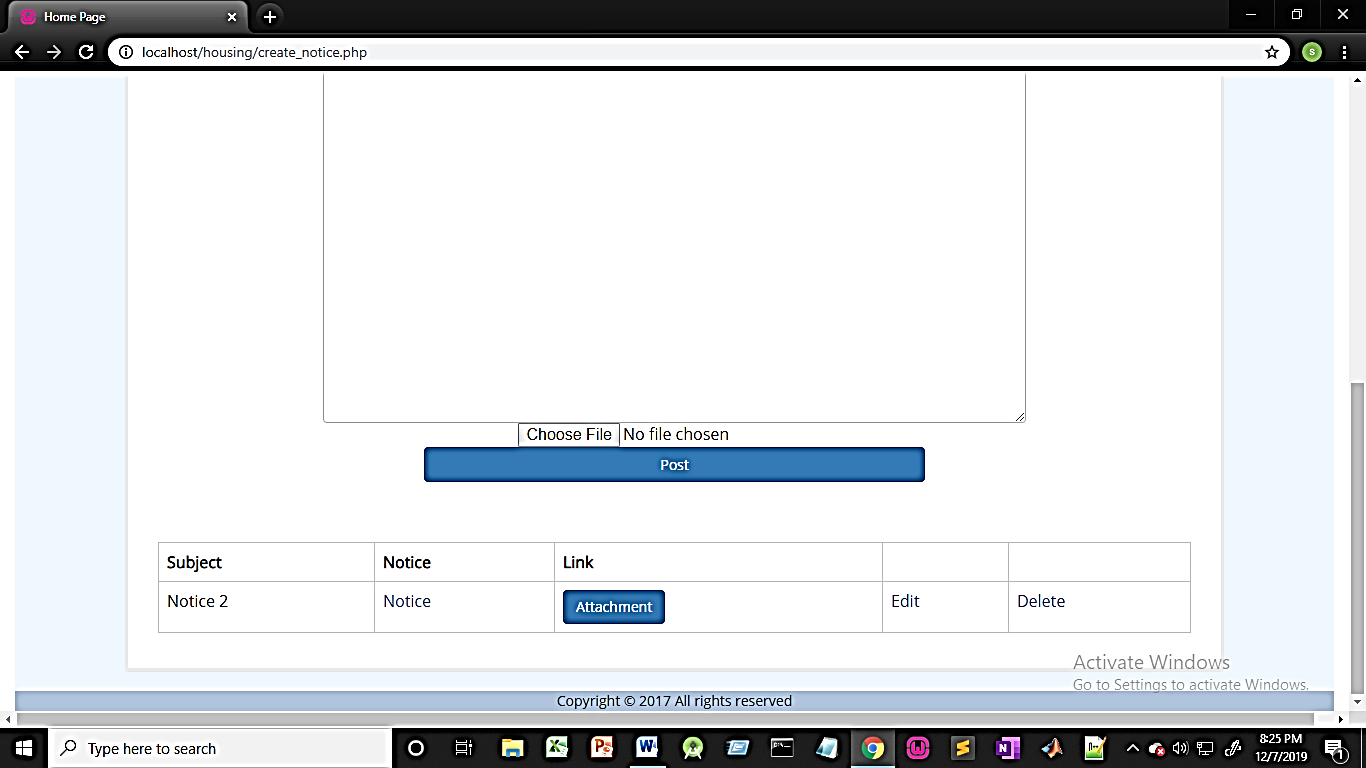 Home Page
localhost/housing/create_notice.php
S
Choose File No file chosen
Post
Subject Notice Link
Notice 2 Notice Attachment Edit Delete
Activate Windows
Go to Settings to activate Windows.
Copyright © 2017 All rights reserved
Type here to search
8:25 PM
12/7/2019
1